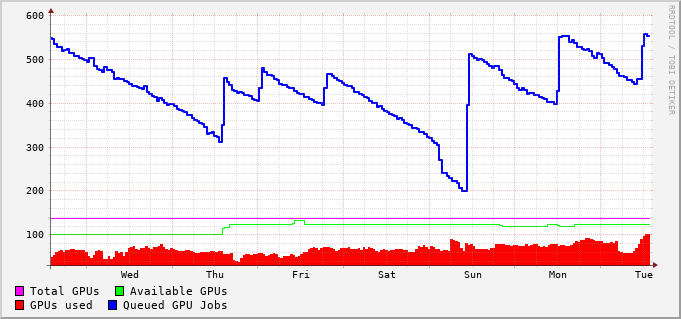 600
500
400
300
200
100
Wed Thu Fri Sat Sun Mon Tue
Total GPUs Available GPUs
GPUs used Queued GPU Jobs
RRDTOOL / TOBI OETIKER